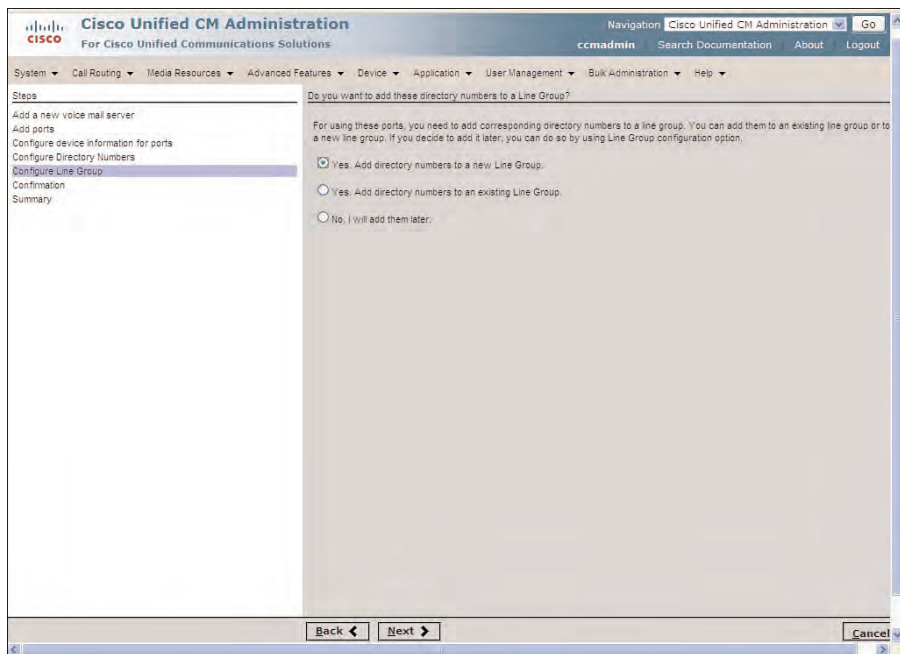 CISCO
Cisco Unified CM Administration
For Cisco Unified Communications Solutions
Navigation Cisco Unified CM Administration Go
ccmadmin Search Documentation About Logout
System Call Routing Media Resources Advanced Features Device Application User Management Bulk Administration Help
Steps
Add a new voice mail server
Add ports
Configure device information for ports
Configure Directory Numbers
Configure Line Group
Confirmation
Summary
Do you want to add these directory numbers to a Line Group?
For using these ports, you need to add corresponding directory numbers to a line group. You can add them to an existing line group or to
a new line group. If you decide to add it later, you can do so by using Line Group configuration option.
Yes. Add directory numbers to a new Line Group.
Yes. Add directory numbers to an existing Line Group.
No, I will add them later.
Back Next Cancel